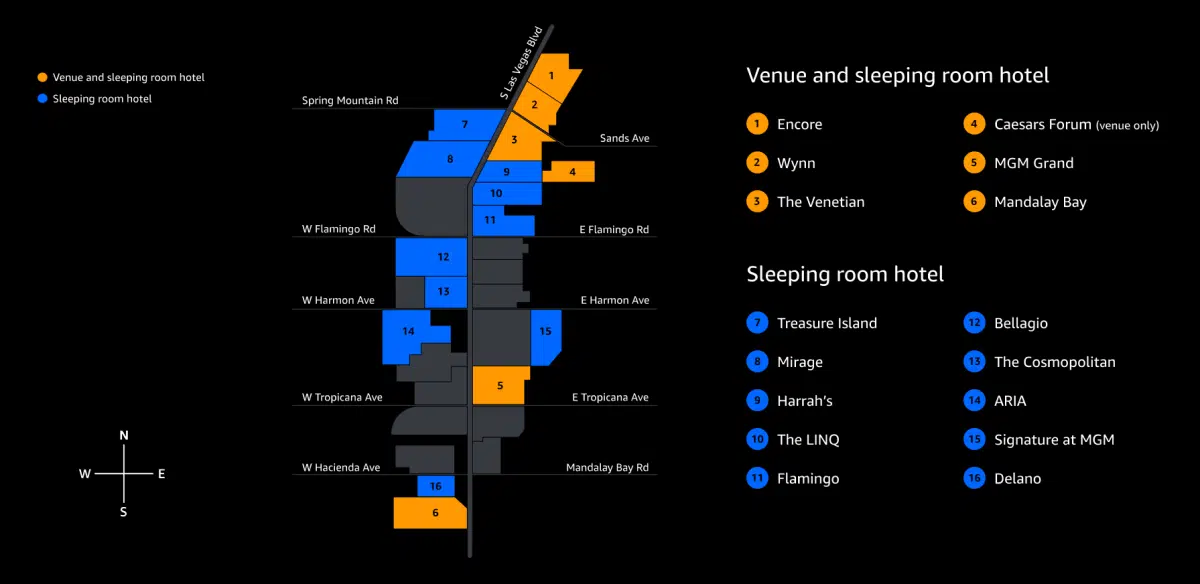 Venue and sleeping room hotel
Sleeping room hotel
S Las Vegas Blvd
Spring Mountain Rd
Sands Ave
W Flamingo Rd
E Flamingo Rd
W Harmon Ave
E Harmon Ave
W Tropicana Ave
E Tropicana Ave
W Hacienda Ave
Mandalay Bay Rd
1
2
3
7
8
9
4
10
11
12
13
14
15
5
16
6
N
W E
S
Venue and sleeping room hotel
1 Encore
2 Wynn
3 The Venetian
4 Caesars Forum (venue only)
5 MGM Grand
6 Mandalay Bay
Sleeping room hotel
7 Treasure Island
8 Mirage
9 Harrah's
10 The LINQ
11 Flamingo
12 Bellagio
13 The Cosmopolitan
14 ARIA
15 Signature at MGM
16 Delano